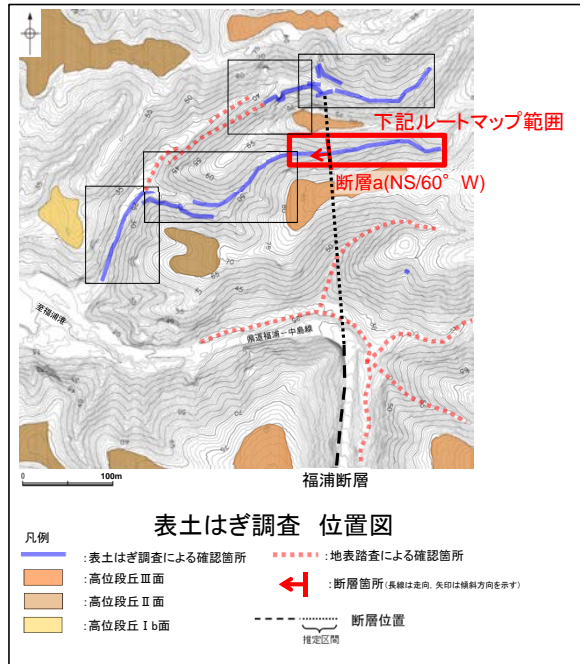 下記ルートマップ範囲
断層a(NS/60°W)
至福浦港
県道福浦ー中島線
0 100m
福浦断層
表土はぎ調査 位置図
凡例
:表土はぎ調査による確認箇所
:地表踏査による確認箇所
:高位段丘Ⅲ面
:断層箇所(長線は走向, 矢印は傾斜方向を示す)
:高位段丘Ⅱ面
:高位段丘Ⅰb面
断層位置
推定区間